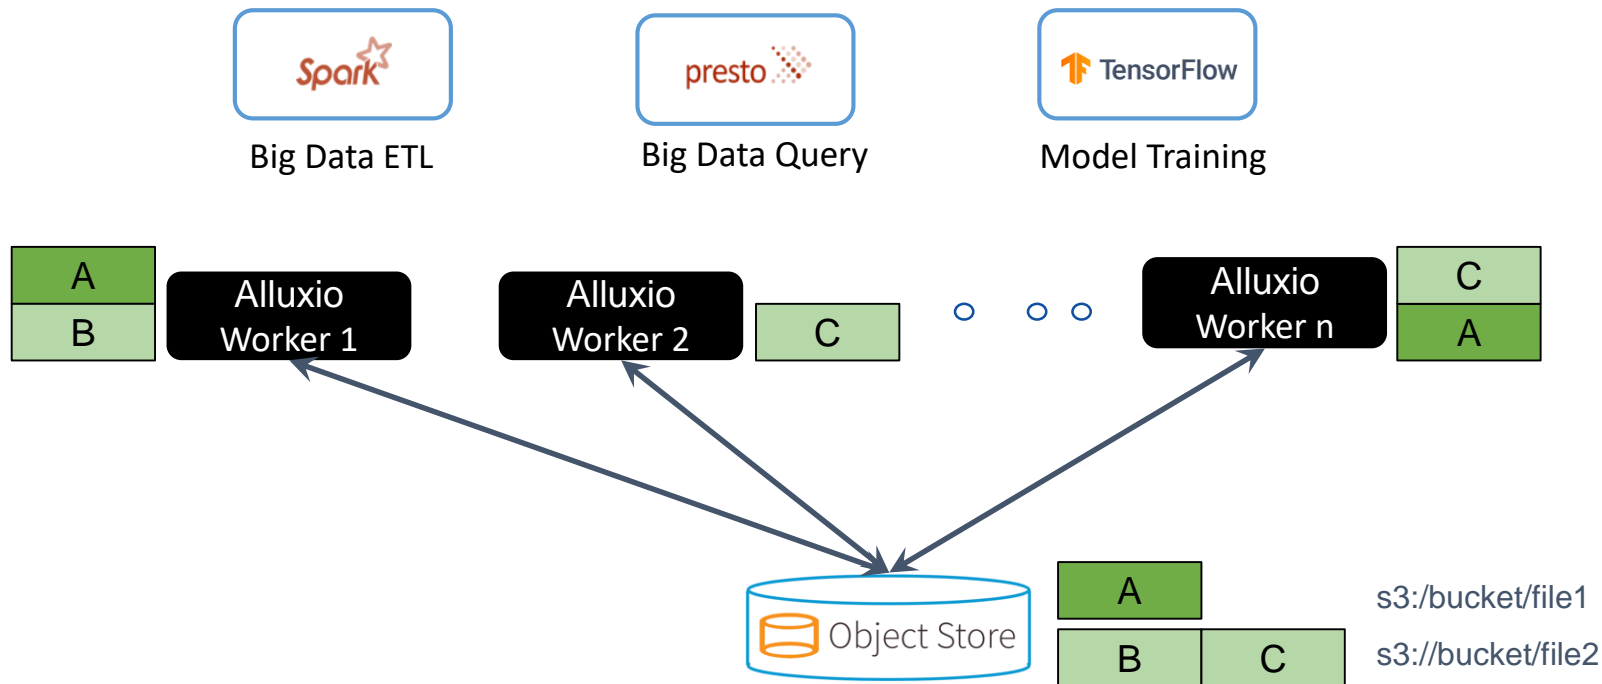 Spark
presto
TensorFlow
Big Data ETL
Big Data Query
Model Training
A
B
Alluxio
Worker 1
Alluxio
Worker 2
C
Alluxio
Worker n
C
A
Object Store
A
s3:/bucket/file1
B
C
s3://bucket/file2